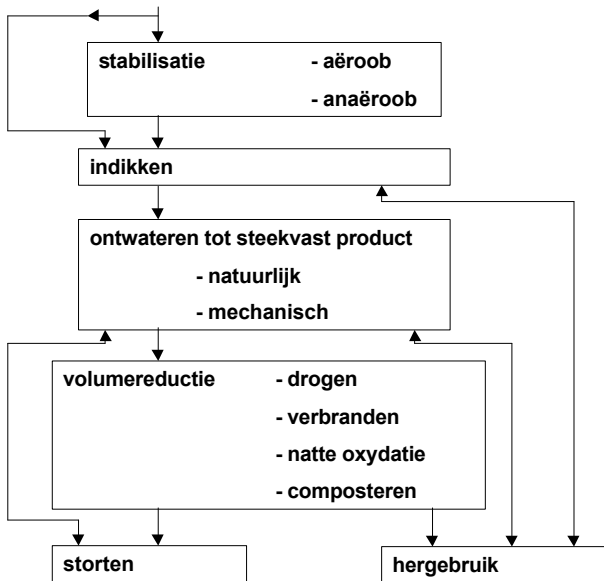 stabilisatie - aëroob
- anaëroob
indikken
ontwateren tot steekvast product
- natuurlijk
- mechanisch
volumereductie - drogen
- verbranden
- natte oxydatie
- composteren
storten hergebruik